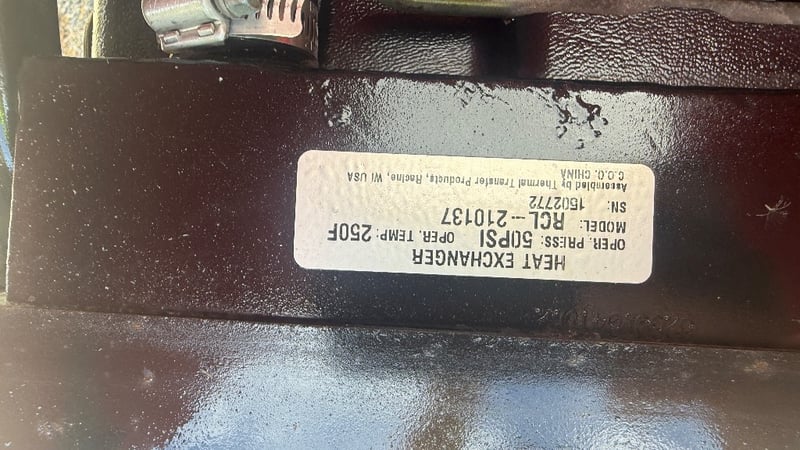 HEAT EXCHANGER
OPER. PRESS: 50PSI OPER. TEMP: 250F
MODEL: RCL-210137
SN: 1502772
Assembled by Thermal Transfer Products, Racine, WI USA
C.O.O. CHINA